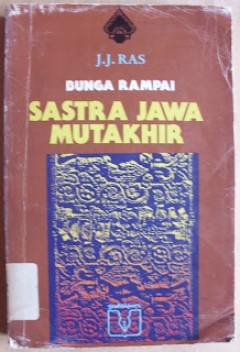 J.J. RAS
BUNGA RAMPAI
SASTRA JAWA
MUTAKHIR